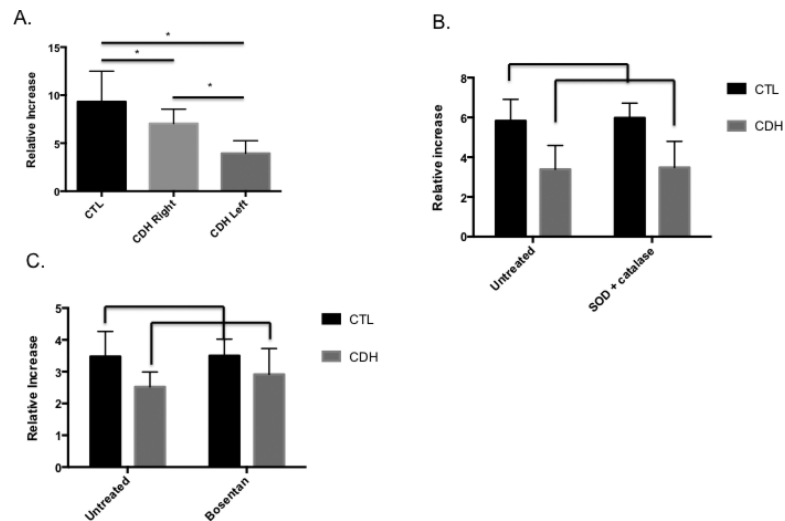 A.
* 
*
*
Relative Increase
15
10
5
0
CTL
CDH Right
CDH Left
B.
Relative increase
8
6
4
2
0
Untreated
SOD + catalase
CTL
CDH
C.
Relative Increase
5
4
3
2
1
0
Untreated
Bosentan
CTL
CDH